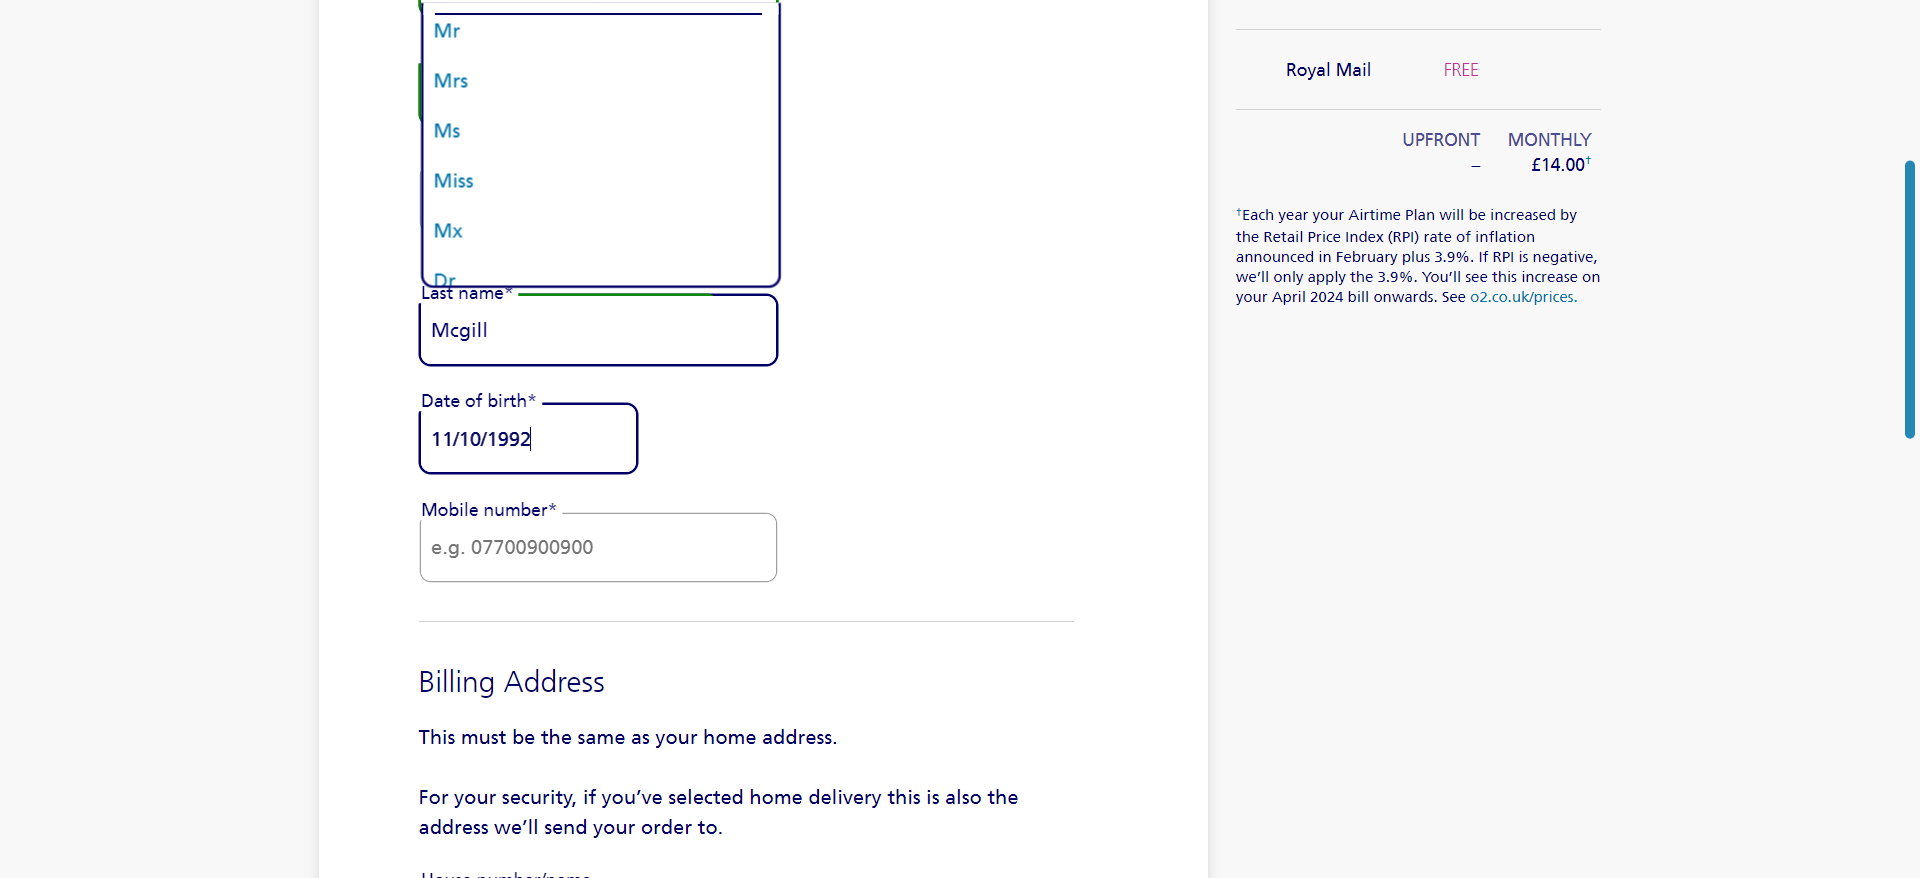 Mr
Mrs
Ms
Miss
Mx
Dr
Last name*
Mcgill
Date of birth*
11/10/1992
Mobile number*
e.g. 07700900900
Billing Address
This must be the same as your home address.
For your security, if you’ve selected home delivery this is also the
address we’ll send your order to.
House number/name
Royal Mail FREE
UPFRONT MONTHLY
– £14.00†
†Each year your Airtime Plan will be increased by
the Retail Price Index (RPI) rate of inflation
announced in February plus 3.9%. If RPI is negative,
we’ll only apply the 3.9%. You’ll see this increase on
your April 2024 bill onwards. See o2.co.uk/prices.